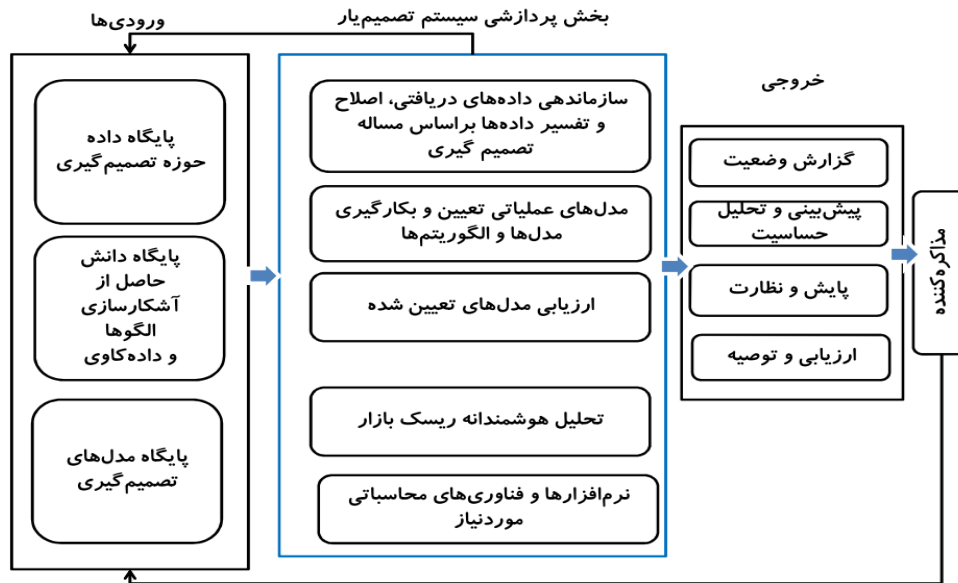 بخش پردازشی سیستم تصمیم‌یار
ورودی‌ها
خروجی
پایگاه داده
حوزه تصمیم‌گیری
پایگاه دانش
حاصل از
آشکارسازی
الگوها
و داده‌کاوی
پایگاه مدل‌های
تصمیم‌گیری
سازماندهی داده‌های دریافتی، اصلاح
و تفسیر داده‌ها براساس مساله
تصمیم گیری
مدل‌های عملیاتی تعیین و بکارگیری
مدل‌ها و الگوریتم‌ها
ارزیابی مدل‌های تعیین شده
تحلیل هوشمندانه ریسک بازار
نرم‌افزارها و فناوری‌های محاسباتی
موردنیاز
گزارش وضعیت
پیش‌بینی و تحلیل
حساسیت
پایش و نظارت
ارزیابی و توصیه
مذاکره‌کننده